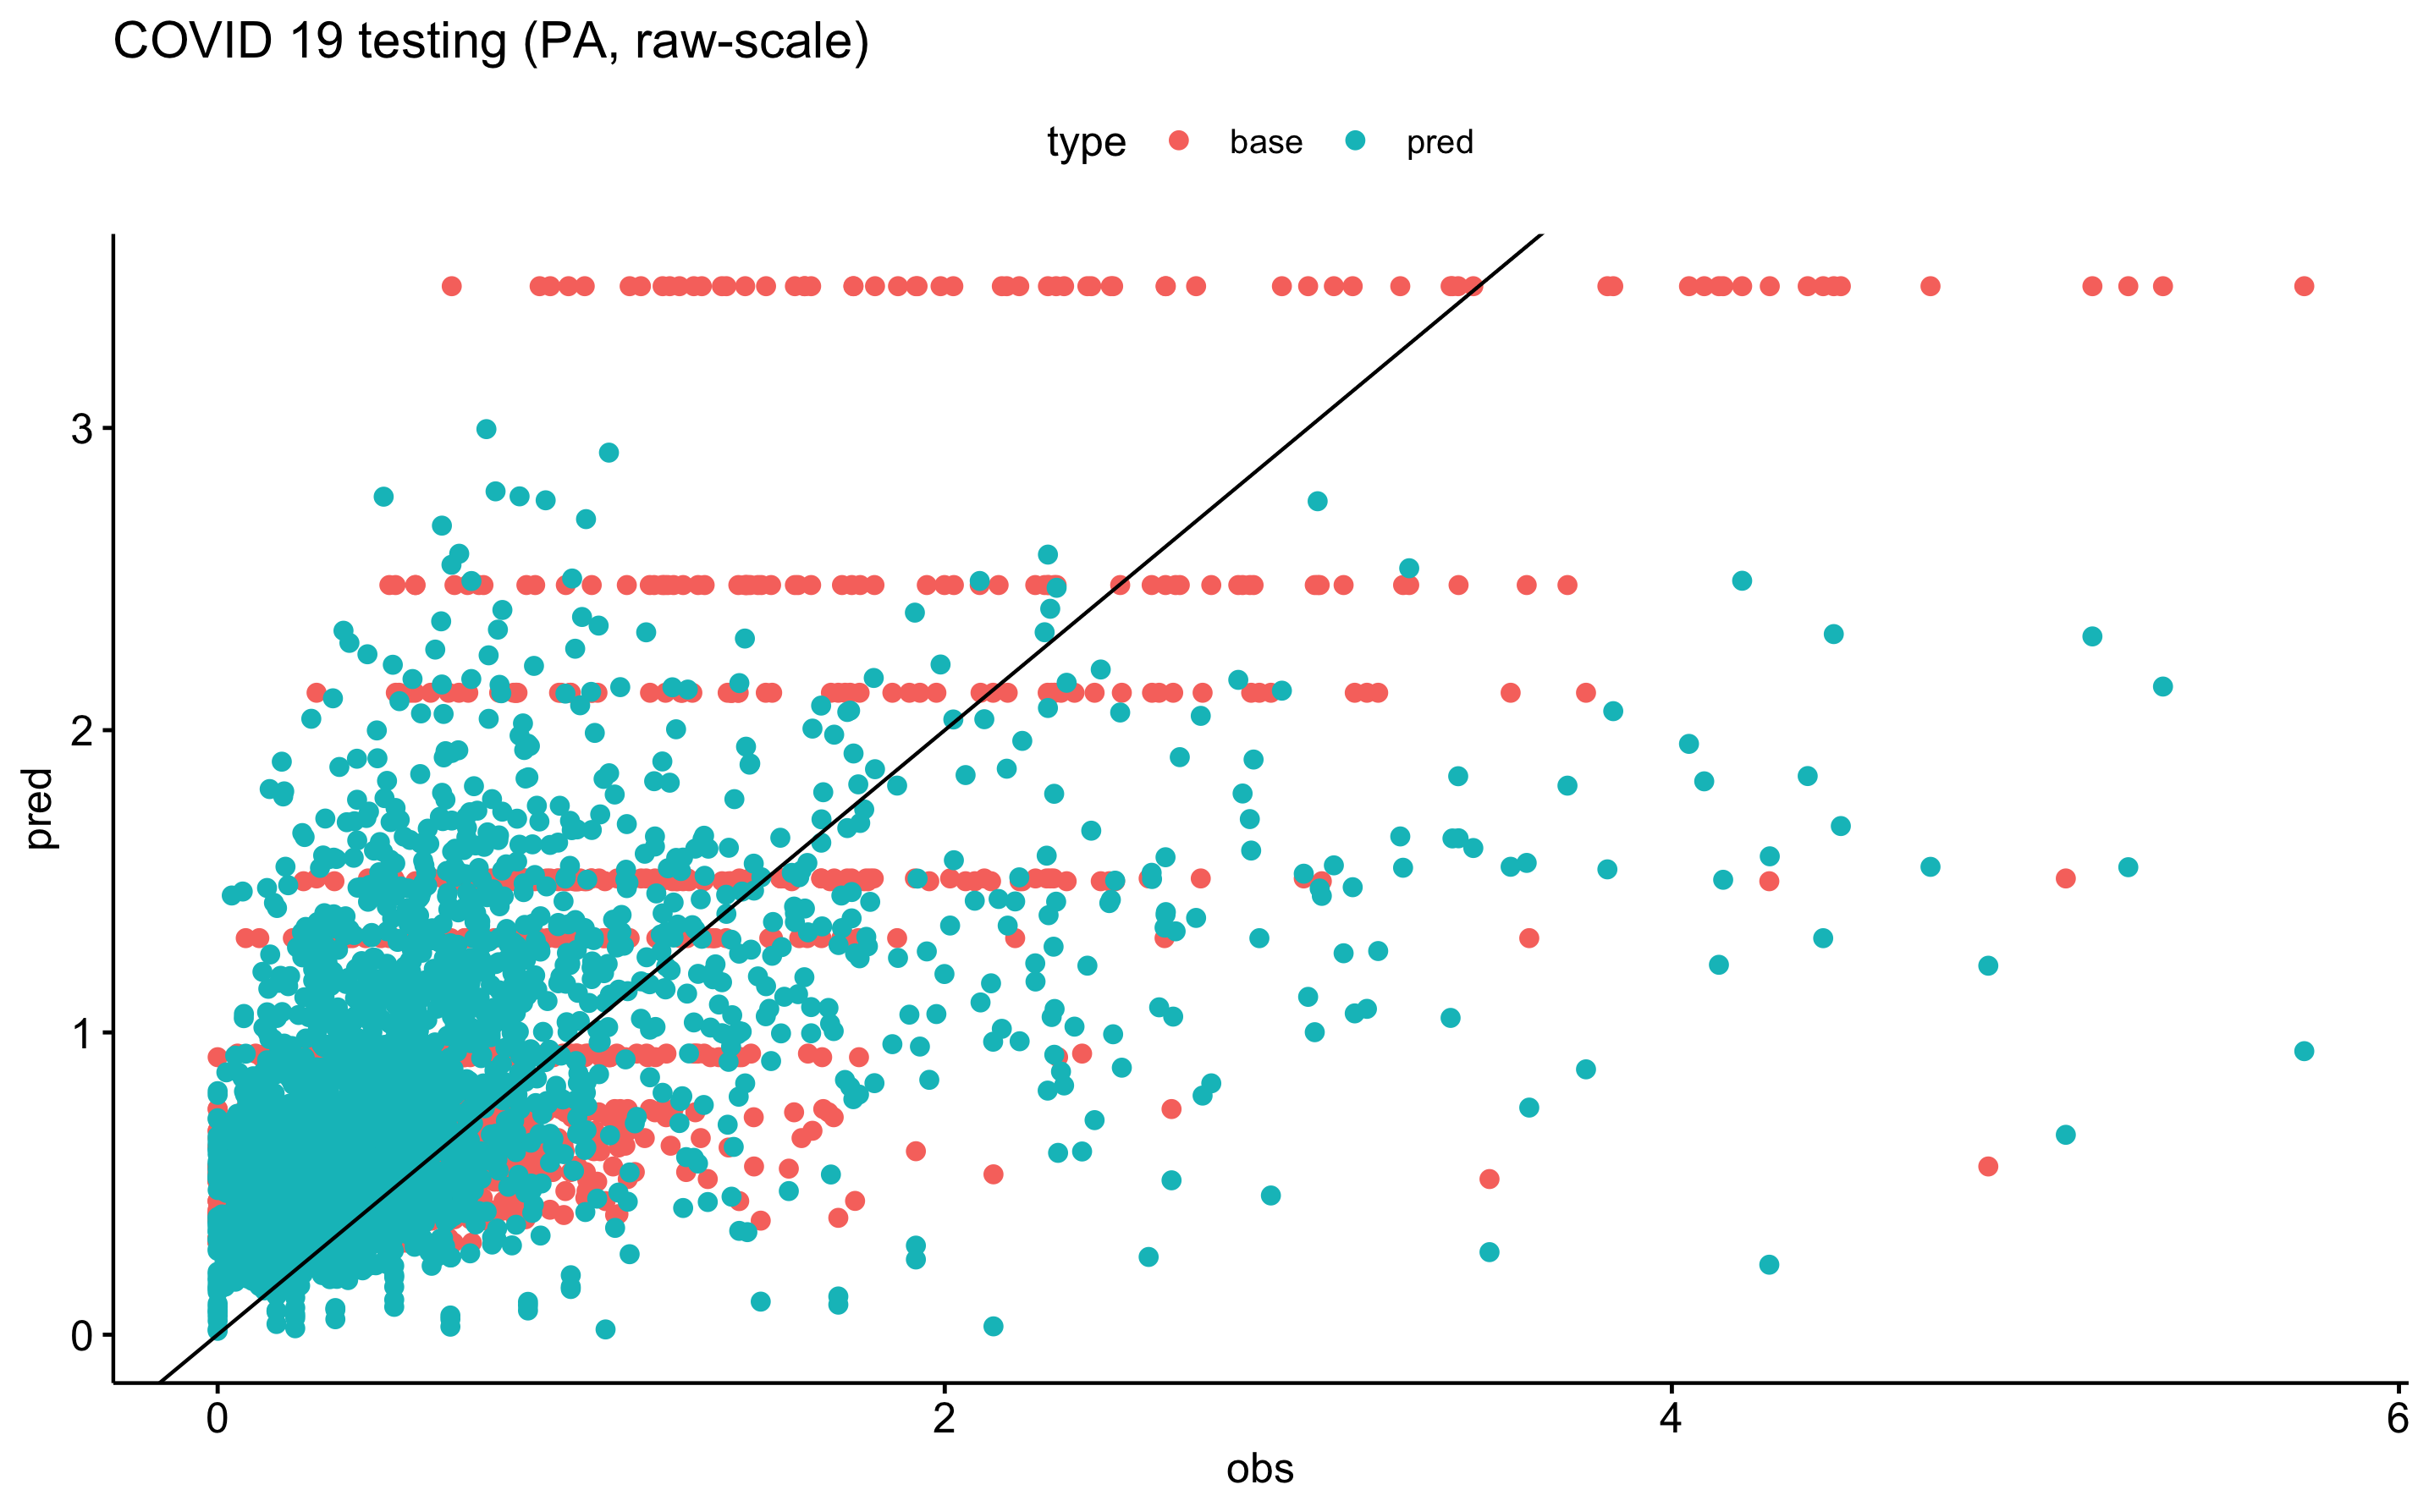 COVID 19 testing (PA, raw-scale)
type base pred
3
2
1
0
pred
0 2 4 6
obs